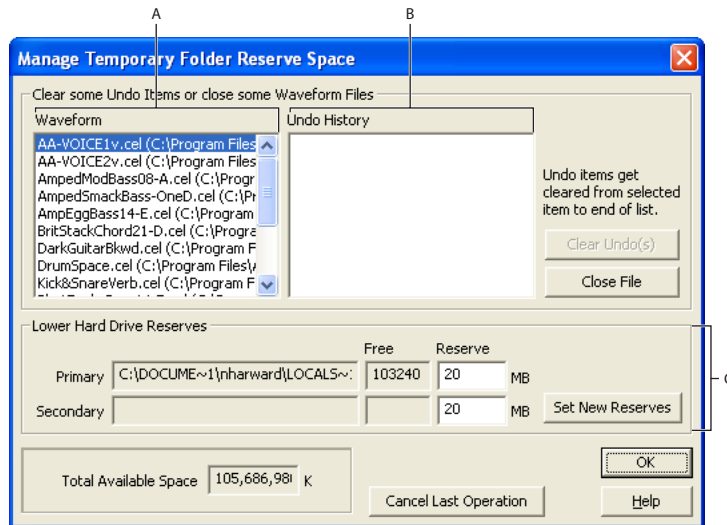 A
B
Manage Temporary Folder Reserve Space
Clear some Undo Items or close some Waveform Files
Waveform
Undo History
AA-VOICE1v.cel (C:\Program Files
AA-VOICE2v.cel (C:\Program Files
AmpedModBass08-A.cel (C:\Progr
AmpedSmackBass-OneD.cel (C:\Pr
AmpEggBass14-E.cel (C:\Program
BritStackChord21-D.cel (C:\Progra
DarkGuitarBkwd.cel (C:\Program F
DrumSpace.cel (C:\Program Files\
Kick&SnareVerb.cel (C:\Program F
Undo items get
cleared from selected
item to end of list.
Clear Undo(s)
Close File
Lower Hard Drive Reserves
Free
Reserve
Primary C:\DOCUME~1\nharward\LOCALS~ 103240 20 MB
Secondary 20 MB
Set New Reserves
Total Available Space 105,686,98 K
OK
Cancel Last Operation
Help